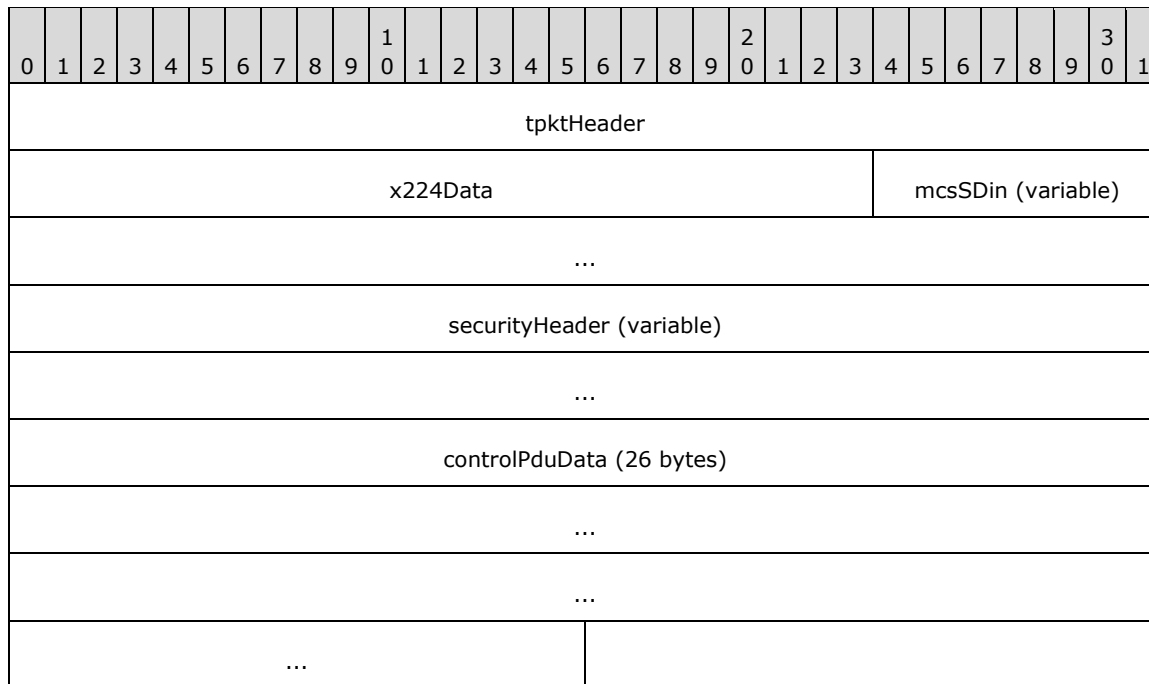 1 2 3
0 1 2 3 4 5 6 7 8 9 0 1 2 3 4 5 6 7 8 9 0 1 2 3 4 5 6 7 8 9 0 1
tpktHeader
x224Data mcsSDin (variable)
...
securityHeader (variable)
...
controlPduData (26 bytes)
...
...
...